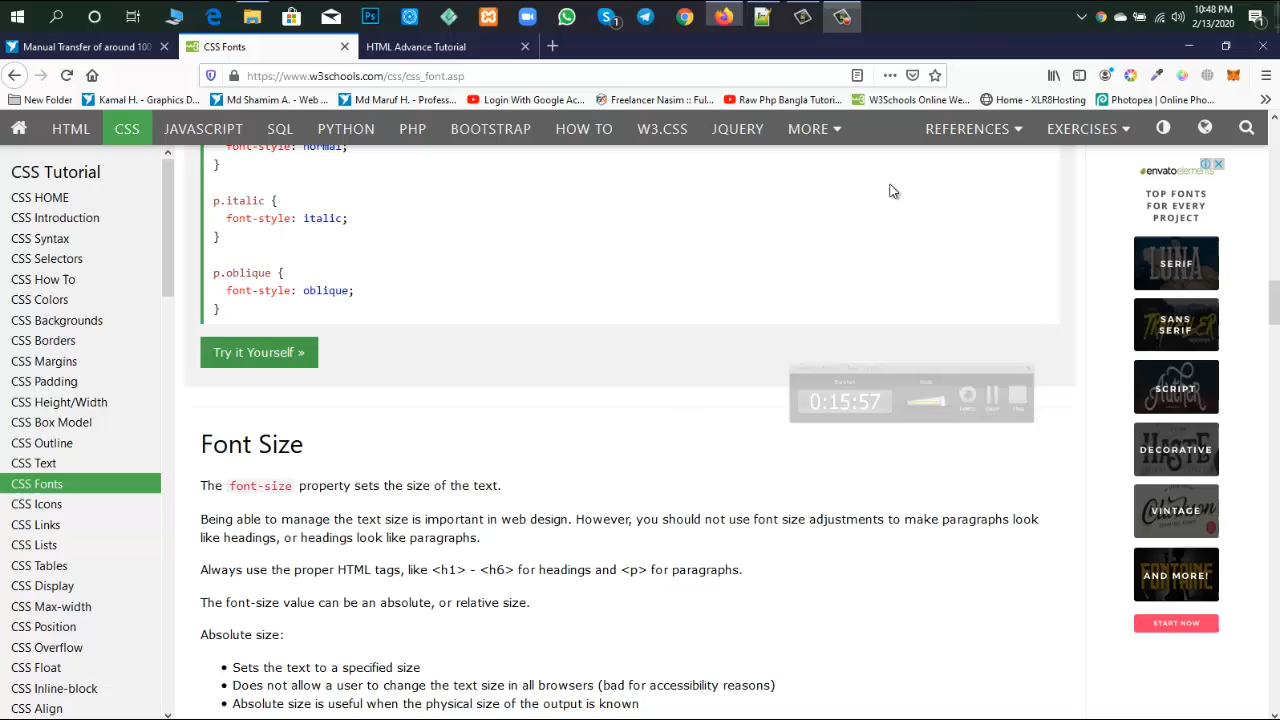 10:48 PM
2/13/2020
Manual Transfer of around 100
CSS Fonts
HTML Advance Tutorial
https://www.w3schools.com/css/css_font.asp
New Folder
Kamal H. - Graphics D...
Md Shamim A. - Web ...
Md Maruf H. - Profess...
Login With Google Ac...
Freelancer Nasim :: Ful...
Raw Php Bangla Tutori...
W3Schools Online We...
Home - XLR8Hosting
Photopea | Online Pho...
HTML CSS JAVASCRIPT SQL PYTHON PHP BOOTSTRAP HOW TO W3.CSS JQUERY MORE REFERENCES EXERCISES
CSS Tutorial
CSS HOME
CSS Introduction
CSS Syntax
CSS Selectors
CSS How To
CSS Colors
CSS Backgrounds
CSS Borders
CSS Margins
CSS Padding
CSS Height/Width
CSS Box Model
CSS Outline
CSS Text
CSS Fonts
CSS Icons
CSS Links
CSS Lists
CSS Tables
CSS Display
CSS Max-width
CSS Position
CSS Overflow
CSS Float
CSS Inline-block
CSS Align
font-style: normal;
}
p.italic {
font-style: italic;
}
p.oblique {
font-style: oblique;
}
Try it Yourself »
0:15:57
Font Size
The font-size property sets the size of the text.
Being able to manage the text size is important in web design. However, you should not use font size adjustments to make paragraphs look
like headings, or headings look like paragraphs.
Always use the proper HTML tags, like <h1> - <h6> for headings and <p> for paragraphs.
The font-size value can be an absolute, or relative size.
Absolute size:
• Sets the text to a specified size
• Does not allow a user to change the text size in all browsers (bad for accessibility reasons)
• Absolute size is useful when the physical size of the output is known
envatoelements
TOP FONTS
FOR EVERY
PROJECT
SERIF
SANS
SERIF
SCRIPT
DECORATIVE
VINTAGE
AND MORE!
START NOW